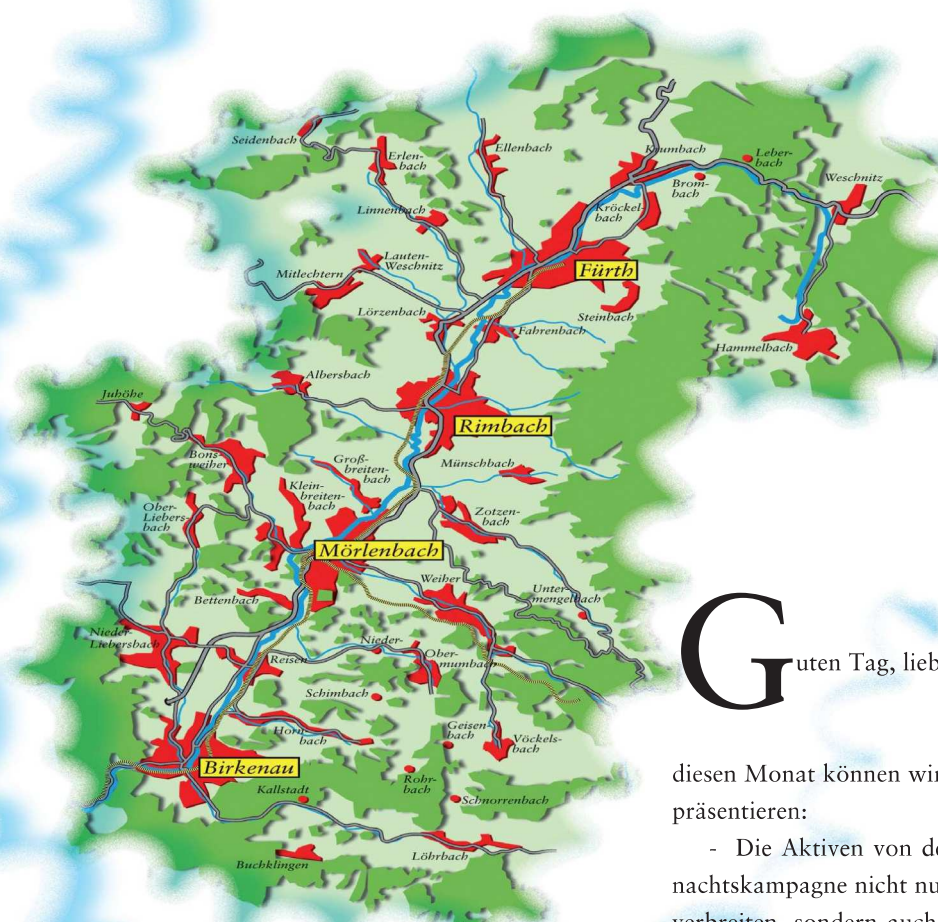 Seidenbach
Erlen-
bach
Ellenbach
Krumbach
Leber-
bach
Brom-
bach
Weschnitz
Linnenbach
Kröckel-
bach
Lauten-
Weschnitz
Mitlechtern
Fürth
Steinbach
Lörzenbach
Fahrenbach
Hammelbach
Albersbach
Juhöhe
Rimbach
Bons-
weiher
Groß-
breiten-
bach
Münschbach
Klein-
breiten-
bach
Ober-
Liebers-
bach
Zotzen-
bach
Mörlenbach
Weiher
Unter-
mengelbach
Bettenbach
Nieder-
Liebersbach
Reisen
Nieder-
Ober-
mumbach
Schimbach
Horn-
bach
Geisen-
bach
Vöckels-
bach
Birkenau
Kallstadt
Rohr-
bach
Schnorrenbach
Löhrbach
Buchklingen
Guten Tag, lieb
diesen Monat können wir
präsentieren:
- Die Aktiven von de
nachtskampagne nicht nu
verbreiten, sondern auch